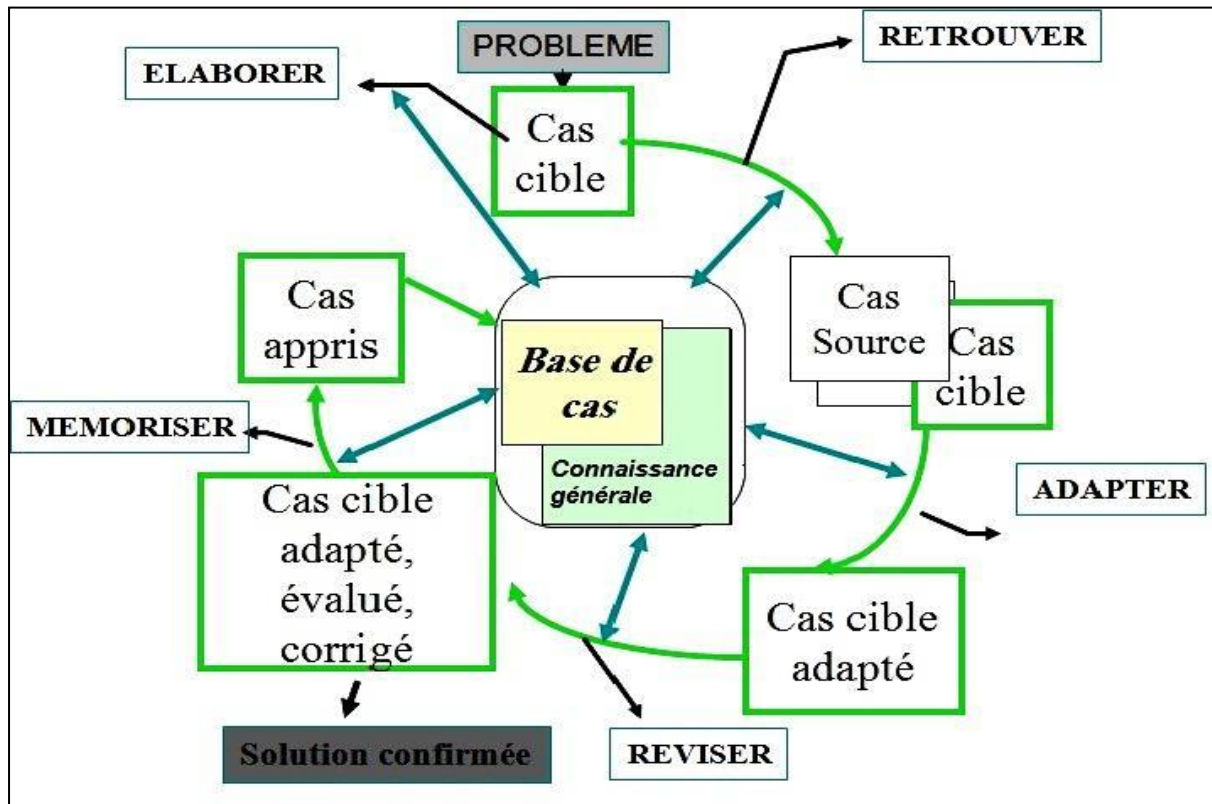 PROBLEME
RETROUVER
ELABORER
Cas
cible
Cas
appris
Cas
Source
Cas
cible
Base de
cas
Connaissance
générale
MEMORISER
ADAPTER
Cas cible
adapté,
évalué,
corrigé
Cas cible
adapté
Solution confirmée
REVISER